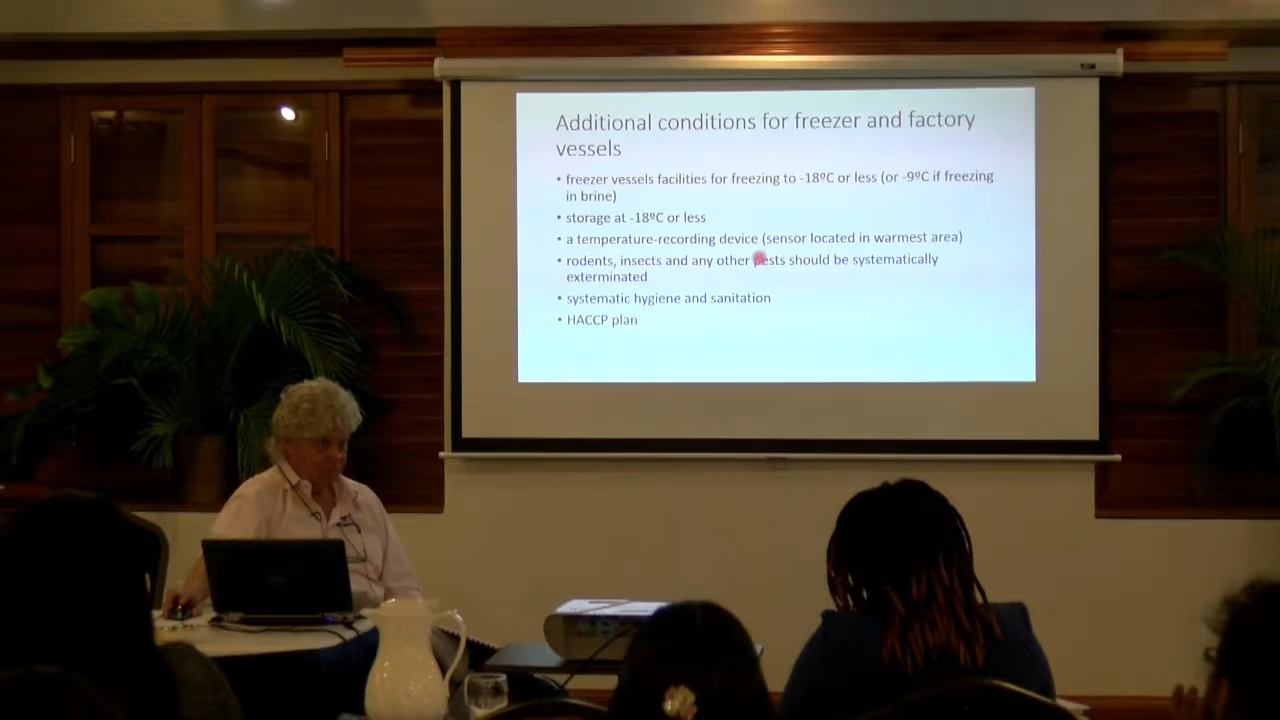 Additional conditions for freezer and factory
vessels
• freezer vessels facilities for freezing to -18ºC or less (or -9ºC if freezing
in brine)
• storage at -18ºC or less
• a temperature-recording device (sensor located in warmest area)
• rodents, insects and any other pests should be systematically
exterminated
• systematic hygiene and sanitation
• HACCP plan